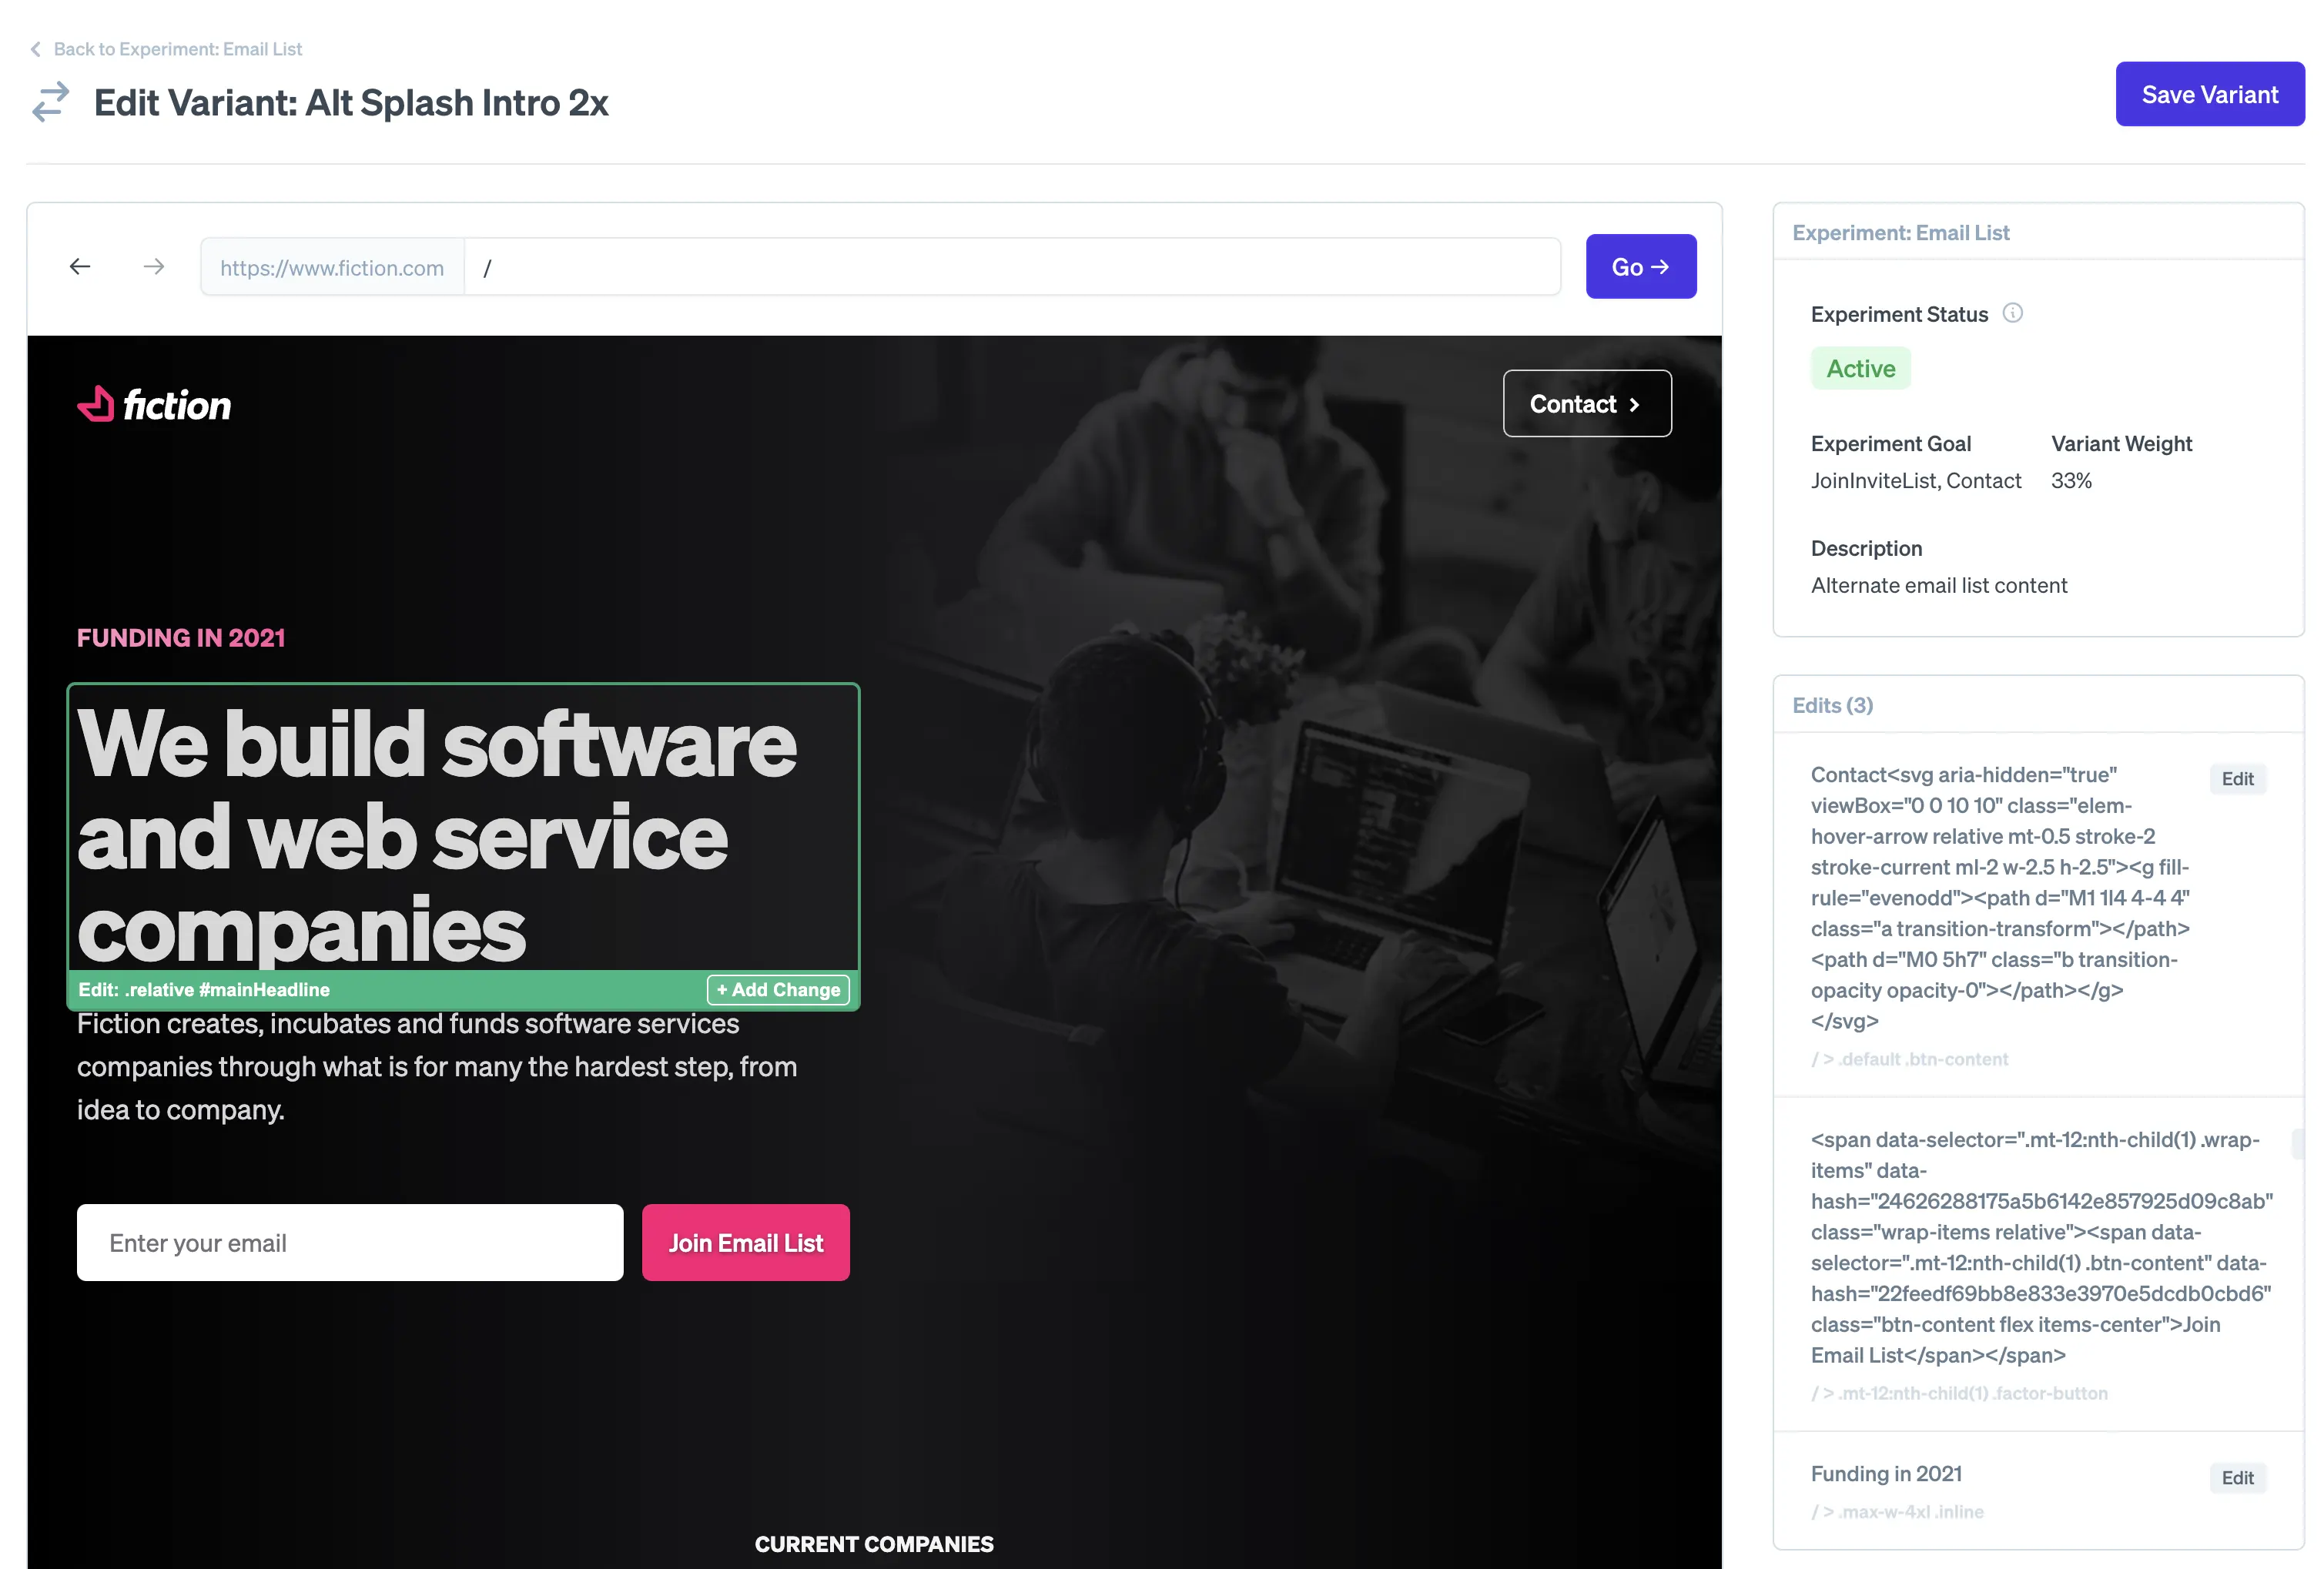 Back to Experiment: Email List
Edit Variant: Alt Splash Intro 2x
Save Variant
https://www.fiction.com
/
Go →
fiction
Contact
FUNDING IN 2021
We build software
and web service
companies
Edit: .relative #mainHeadline
+ Add Change
Fiction creates, incubates and funds software services
companies through what is for many the hardest step, from
idea to company.
Enter your email
Join Email List
CURRENT COMPANIES
Experiment: Email List
Experiment Status
Active
Experiment Goal
Variant Weight
JoinInviteList, Contact
33%
Description
Alternate email list content
Edits (3)
Contact<svg aria-hidden="true"
viewBox="0 0 10 10" class="elem-
hover-arrow relative mt-0.5 stroke-2
stroke-current ml-2 w-2.5 h-2.5"><g fill-
rule="evenodd"><path d="M1 1l4 4-4 4"
class="a transition-transform"></path>
<path d="M0 5h7" class="b transition-
opacity opacity-0"></path></g>
</svg>
Edit
/ > .default .btn-content
<span data-selector=".mt-12:nth-child(1) .wrap-
items" data-
hash="24626288175a5b6142e857925d09c8ab"
class="wrap-items relative"><span data-
selector=".mt-12:nth-child(1) .btn-content" data-
hash="22feedf69bb8e833e3970e5dcdb0cbd6"
class="btn-content flex items-center">Join
Email List</span></span>
/ > .mt-12:nth-child(1) .factor-button
Funding in 2021
Edit
/ > .max-w-4xl .inline